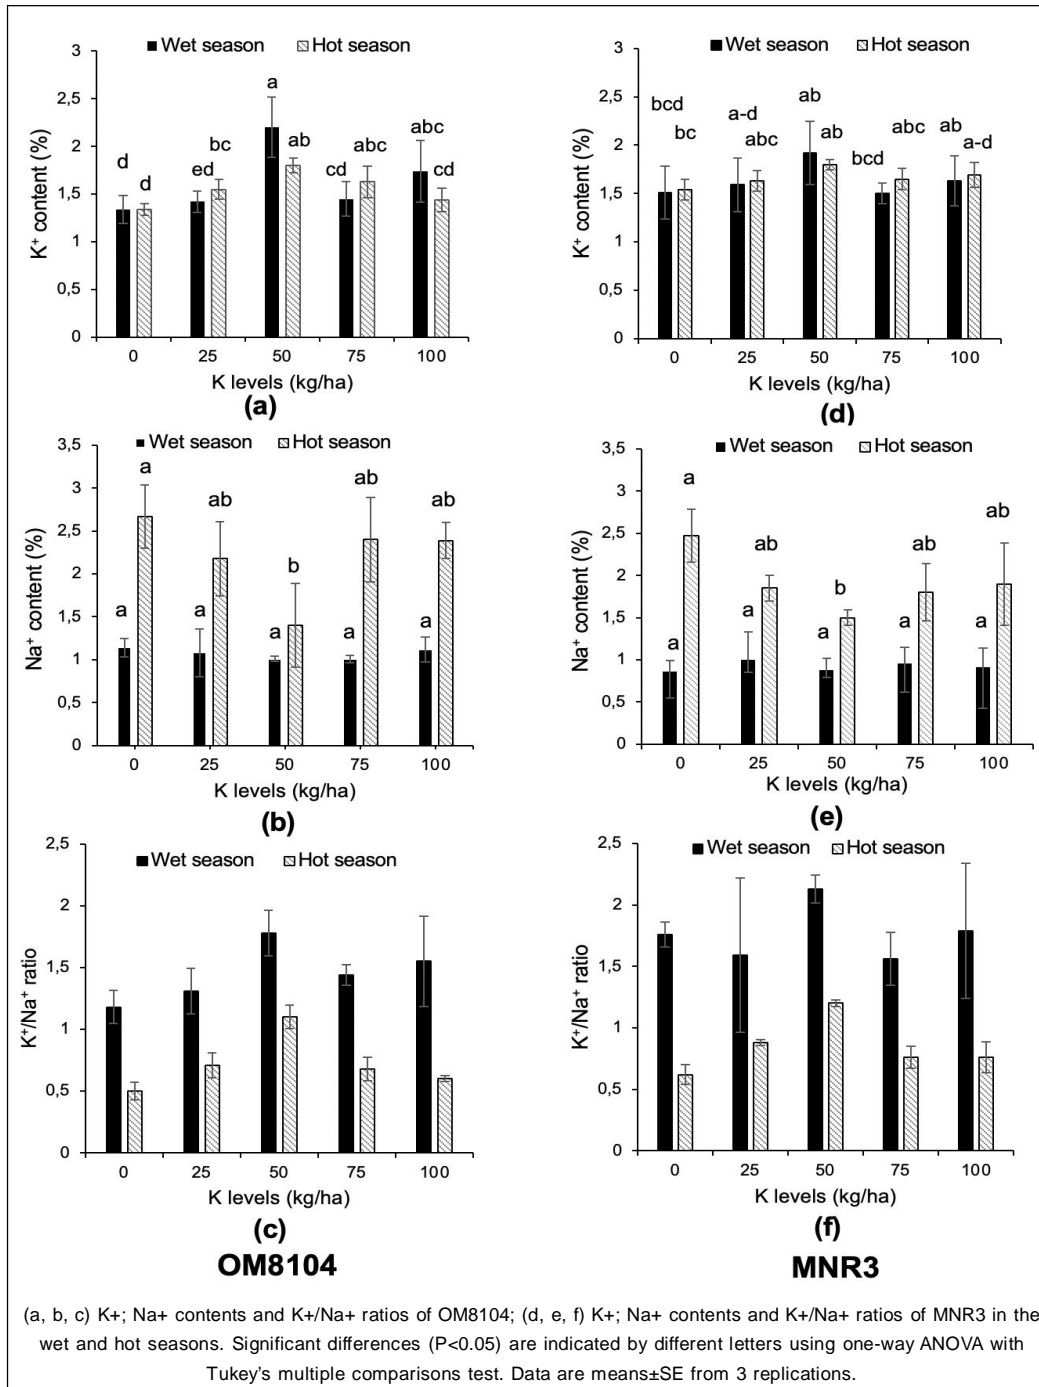 Wet season Hot season
3
2,5
2
1,5
1
0,5
0
K+ content (%)
d d ed bc a ab cd abc abc cd
0 25 50 75 100
K levels (kg/ha)
(a)
Wet season Hot season
3
2,5
2
1,5
1
0,5
0
K+ content (%)
bcd bc a-d abc ab ab bcd abc ab a-d
0 25 50 75 100
K levels (kg/ha)
(d)
Wet season Hot season
3,5
3
2,5
2
1,5
1
0,5
0
Na+ content (%)
a a a ab a b a ab a ab
0 25 50 75 100
K levels (kg/ha)
(b)
Wet season Hot season
3,5
3
2,5
2
1,5
1
0,5
0
Na+ content (%)
a a a ab a b a ab a ab
0 25 50 75 100
K levels (kg/ha)
(e)
2,5
Wet season Hot season
2
1,5
1
0,5
0
K+/Na+ ratio
0 25 50 75 100
K levels (kg/ha)
(c)
OM8104
2,5
Wet season Hot season
2
1,5
1
0,5
0
K+/Na+ ratio
0 25 50 75 100
K levels (kg/ha)
(f)
MNR3
(a, b, c) K+; Na+ contents and K+/Na+ ratios of OM8104; (d, e, f) K+; Na+ contents and K+/Na+ ratios of MNR3 in the
wet and hot seasons. Significant differences (P<0.05) are indicated by different letters using one-way ANOVA with
Tukey's multiple comparisons test. Data are means±SE from 3 replications.